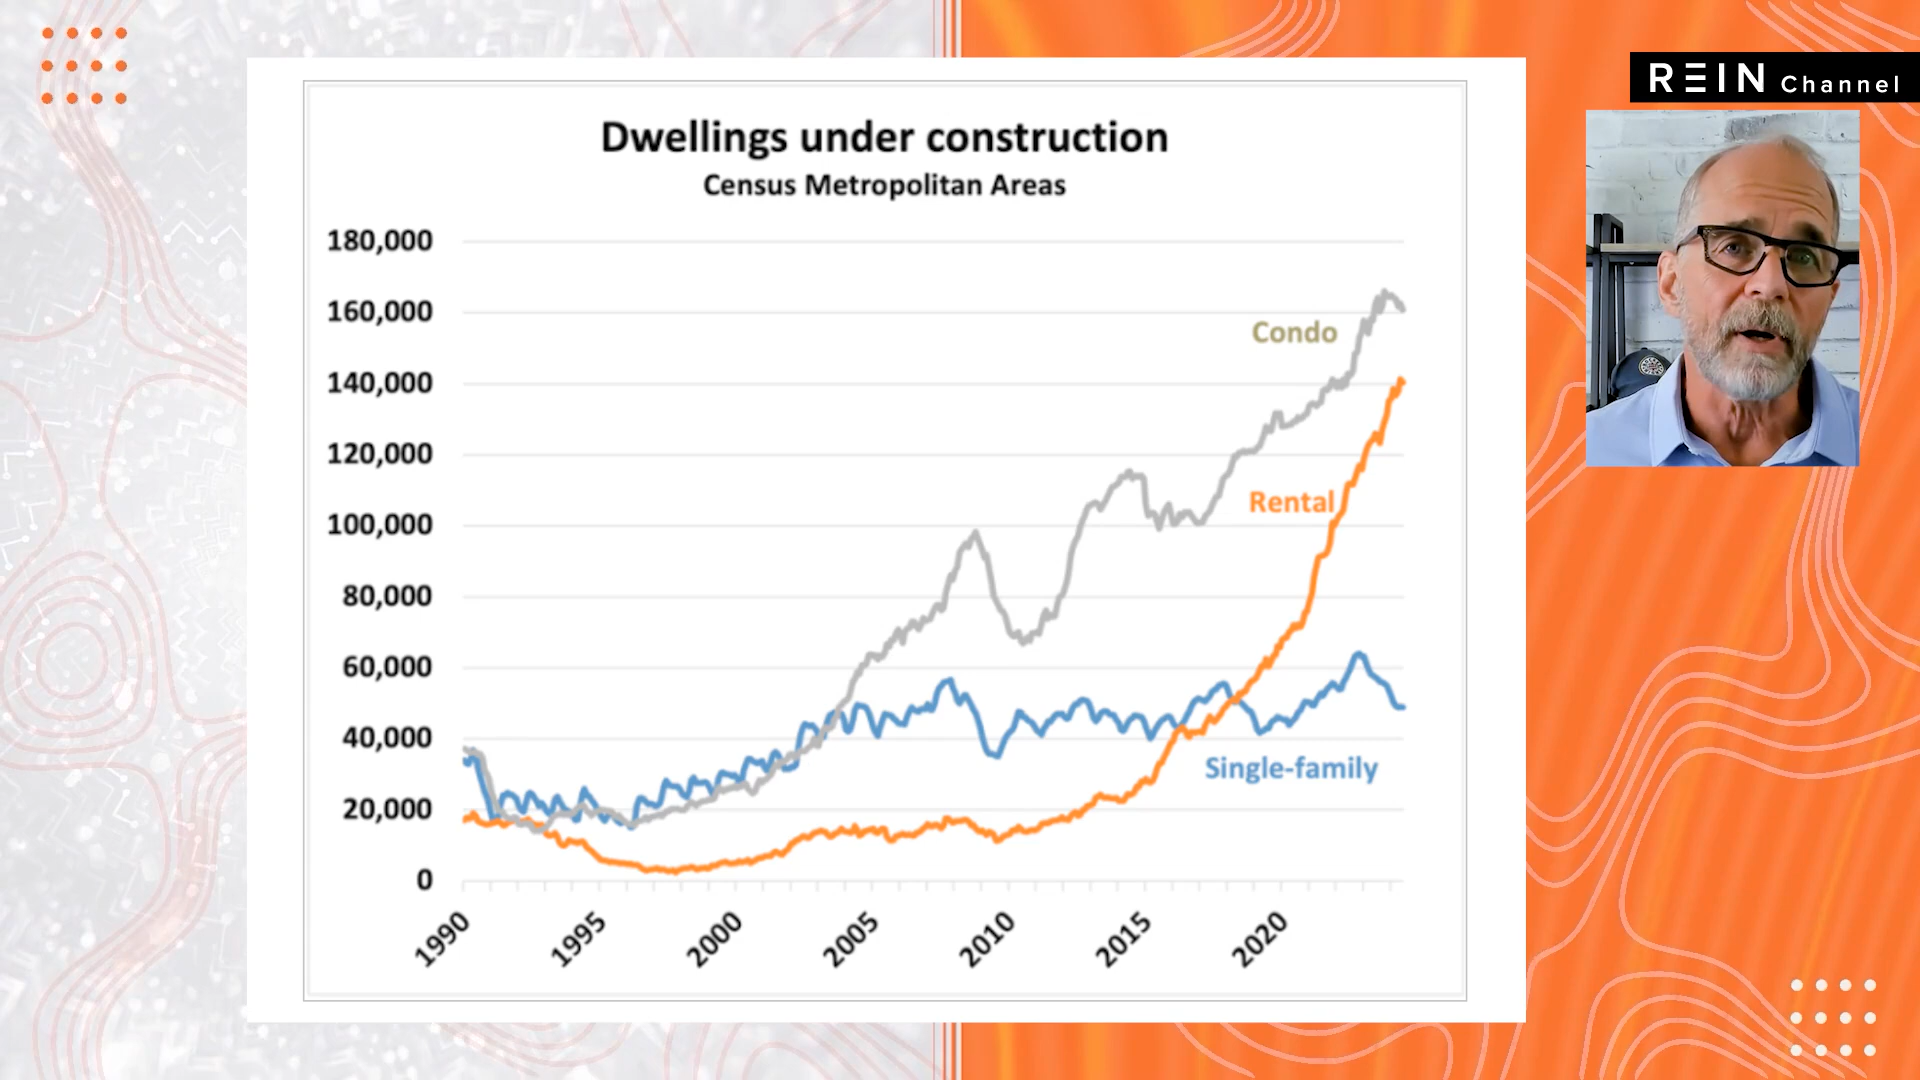 REIN Channel
Dwellings under construction
Census Metropolitan Areas
180,000
160,000
140,000
120,000
100,000
80,000
60,000
40,000
20,000
0
Condo
Rental
Single-family
1990
1995
2000
2005
2010
2015
2020